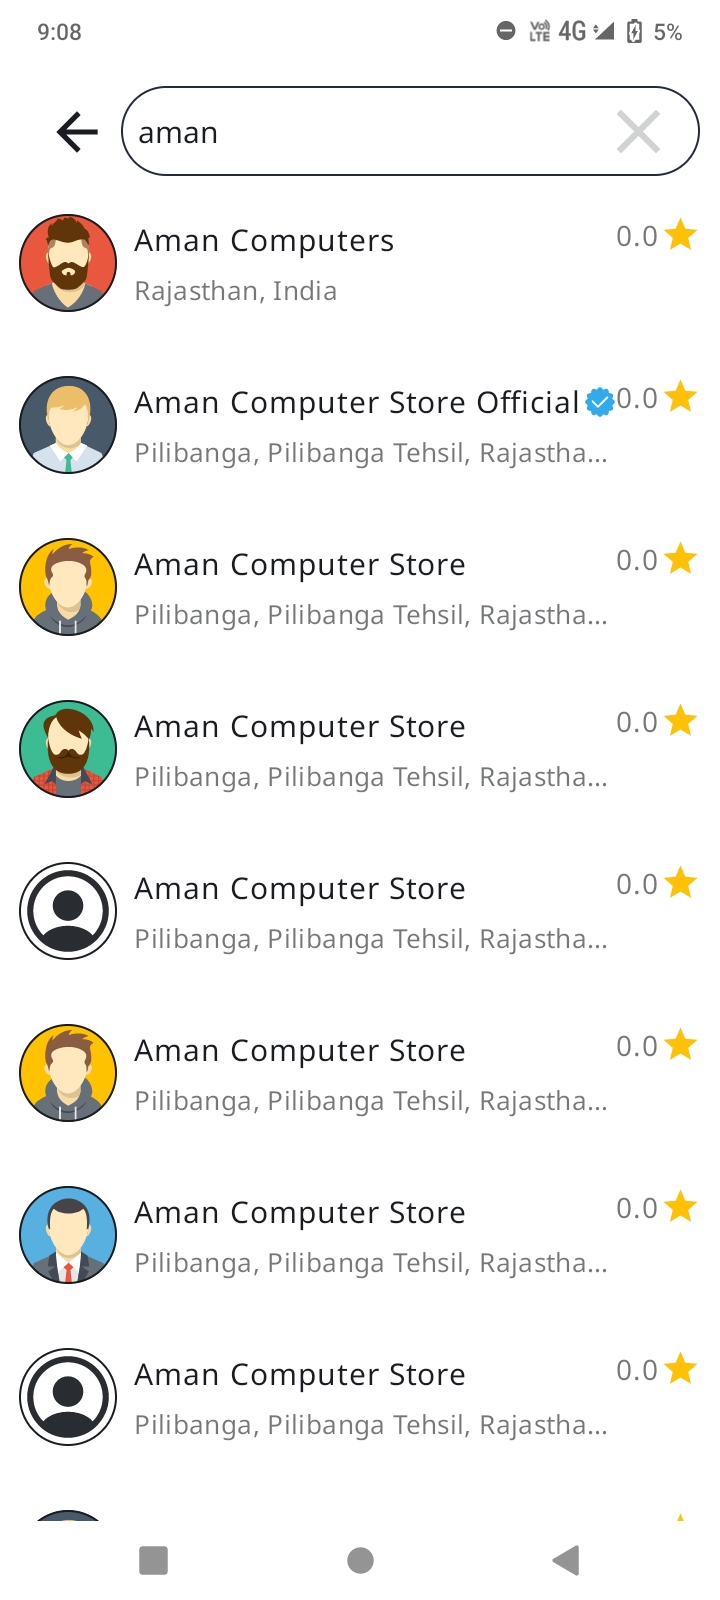 9:08 VoLTE 4G 5%
aman
Aman Computers 0.0
Rajasthan, India
Aman Computer Store Official 0.0
Pilibanga, Pilibanga Tehsil, Rajastha...
Aman Computer Store 0.0
Pilibanga, Pilibanga Tehsil, Rajastha...
Aman Computer Store 0.0
Pilibanga, Pilibanga Tehsil, Rajastha...
Aman Computer Store 0.0
Pilibanga, Pilibanga Tehsil, Rajastha...
Aman Computer Store 0.0
Pilibanga, Pilibanga Tehsil, Rajastha...
Aman Computer Store 0.0
Pilibanga, Pilibanga Tehsil, Rajastha...
Aman Computer Store 0.0
Pilibanga, Pilibanga Tehsil, Rajastha...